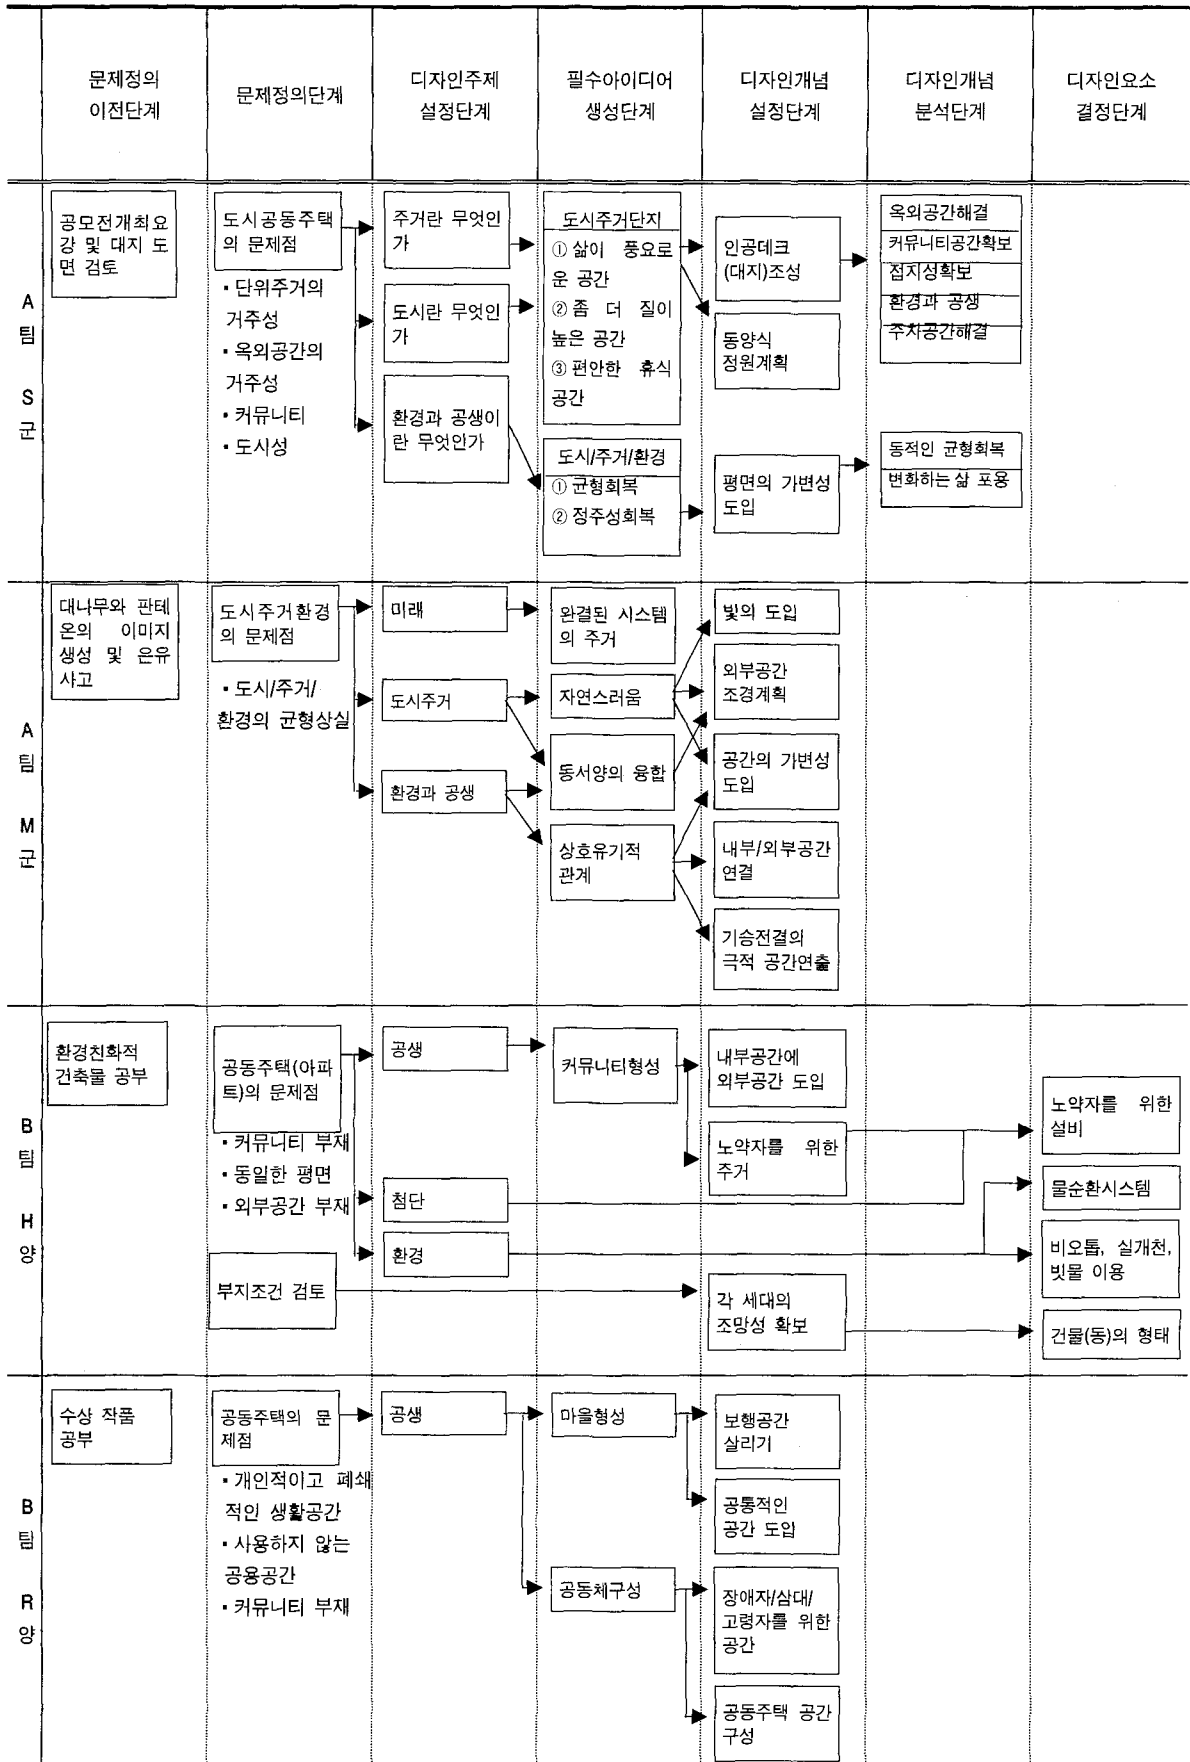 문제정의
이전단계
문제정의단계
디자인주제
설정단계
필수아이디어
생성단계
디자인개념
설정단계
디자인개념
분석단계
디자인요소
결정단계
A
팀
S
군
공모전개최요
강 및 대지 도
면 검토
도시공동주택
의 문제점
▪ 단위주거의
거주성
▪ 옥외공간의
거주성
▪ 커뮤니티
▪ 도시성
주거란 무엇인
가
도시란 무엇인
가
환경과 공생이
란 무엇인가
도시주거단지
① 삶이 풍요로
운 공간
② 좀 더 질이
높은 공간
③ 편안한 휴식
공간
도시/주거/환경
① 균형회복
② 정주성회복
인공데크
(대지)조성
동양식
정원계획
평면의 가변성
도입
옥외공간해결
커뮤니티공간확보
접지성확보
환경과 공생
주차공간해결
동적인 균형회복
변화하는 삶 포용
A
팀
M
군
대나무와 판테
온의 이미지
생성 및 은유
사고
도시주거환경
의 문제점
▪ 도시/주거/
환경의 균형상실
미래
도시주거
환경과 공생
완결된 시스템
의 주거
자연스러움
동서양의 융합
상호유기적
관계
빛의 도입
외부공간
조경계획
공간의 가변성
도입
내부/외부공간
연결
기승전결의
극적 공간연출
B
팀
H
양
환경친화적
건축물 공부
공동주택(아파
트)의 문제점
▪ 커뮤니티 부재
▪ 동일한 평면
▪ 외부공간 부재
부지조건 검토
공생
첨단
환경
커뮤니티형성
내부공간에
외부공간 도입
노약자를 위한
주거
각 세대의
조망성 확보
노약자를 위한
설비
물순환시스템
비오톱, 실개천,
빗물 이용
건물(동)의 형태
B
팀
R
양
수상 작품
공부
공동주택의 문
제점
▪ 개인적이고 폐쇄
적인 생활공간
▪ 사용하지 않는
공용공간
▪ 커뮤니티 부재
공생
마을형성
공동체구성
보행공간
살리기
공통적인
공간 도입
장애자/삼대/
고령자를 위한
공간
공동주택 공간
구성